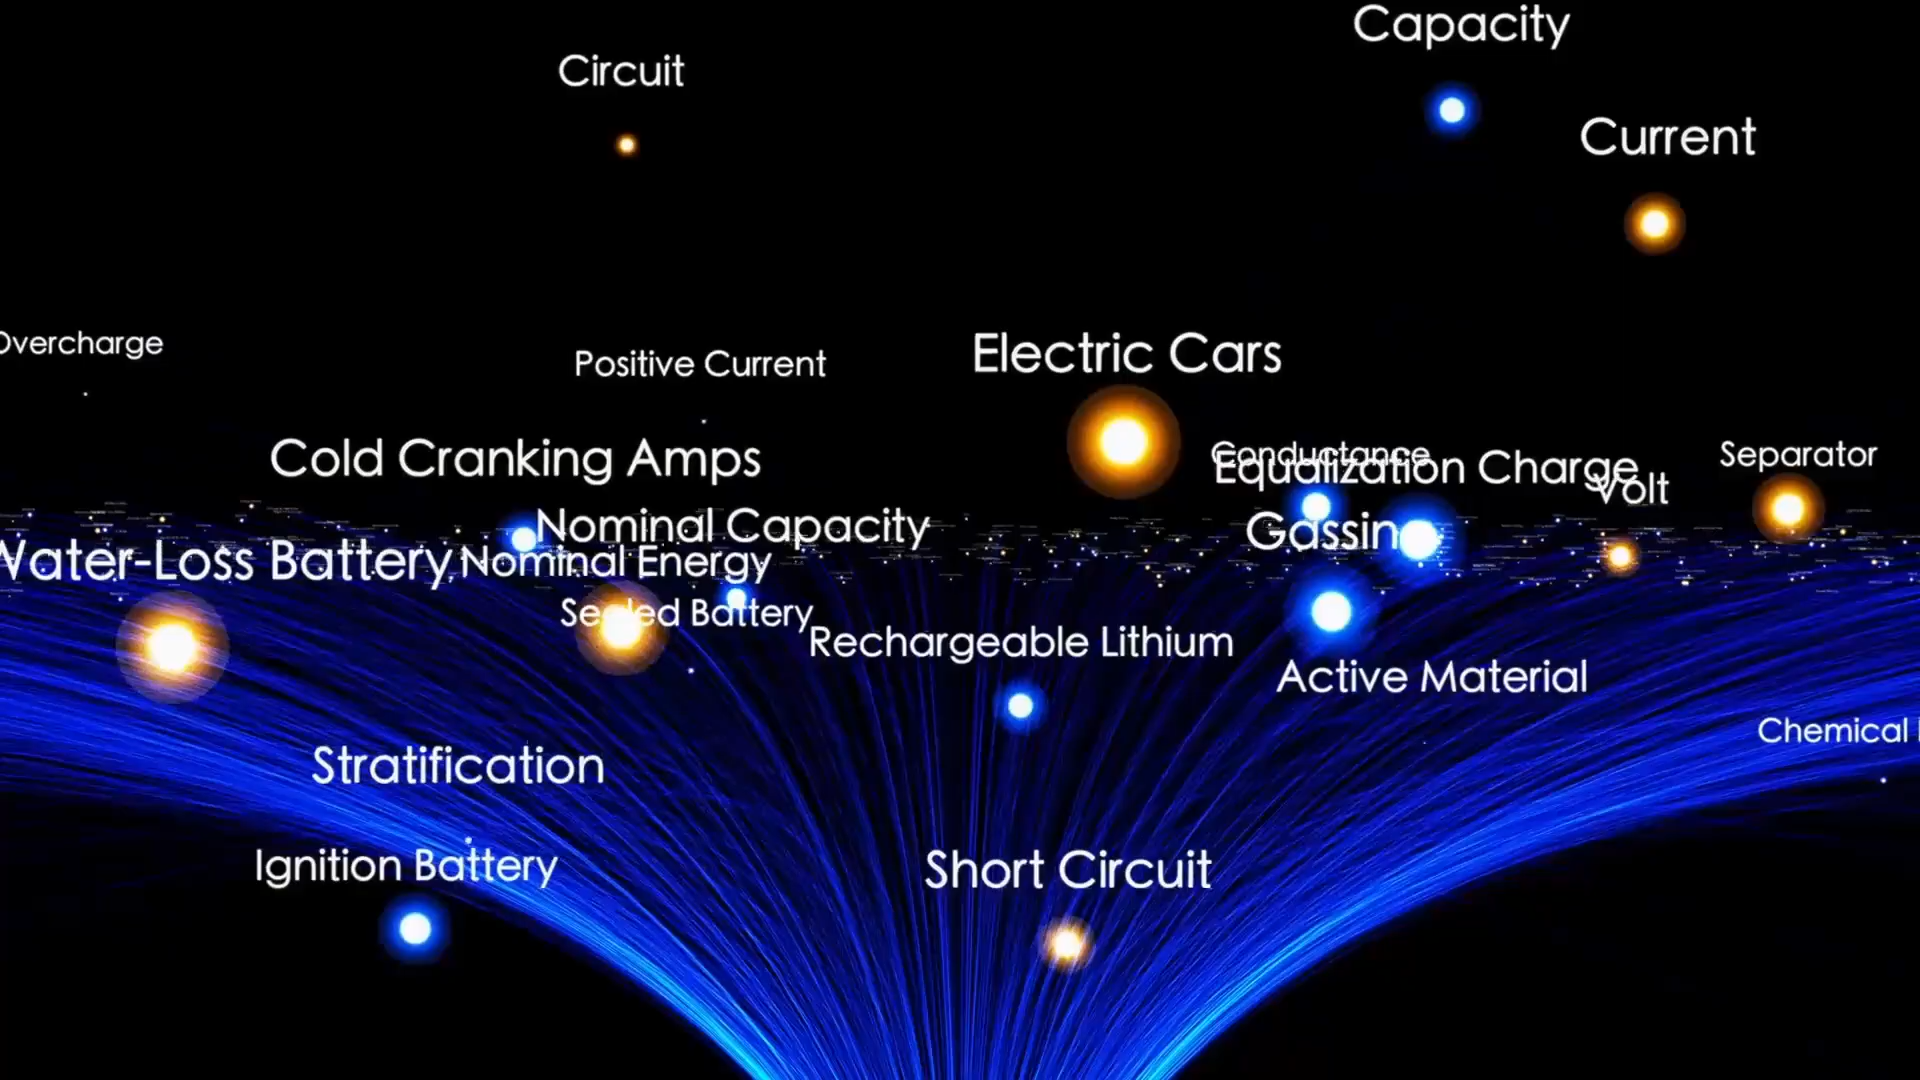 Capacity
Circuit
Current
Overcharge
Positive Current
Electric Cars
Cold Cranking Amps
Conductance
Equalization Charge
Separator
Volt
Nominal Capacity
Gassing
Water-Loss Battery
Nominal Energy
Sealed Battery
Rechargeable Lithium
Active Material
Chemical
Stratification
Ignition Battery
Short Circuit